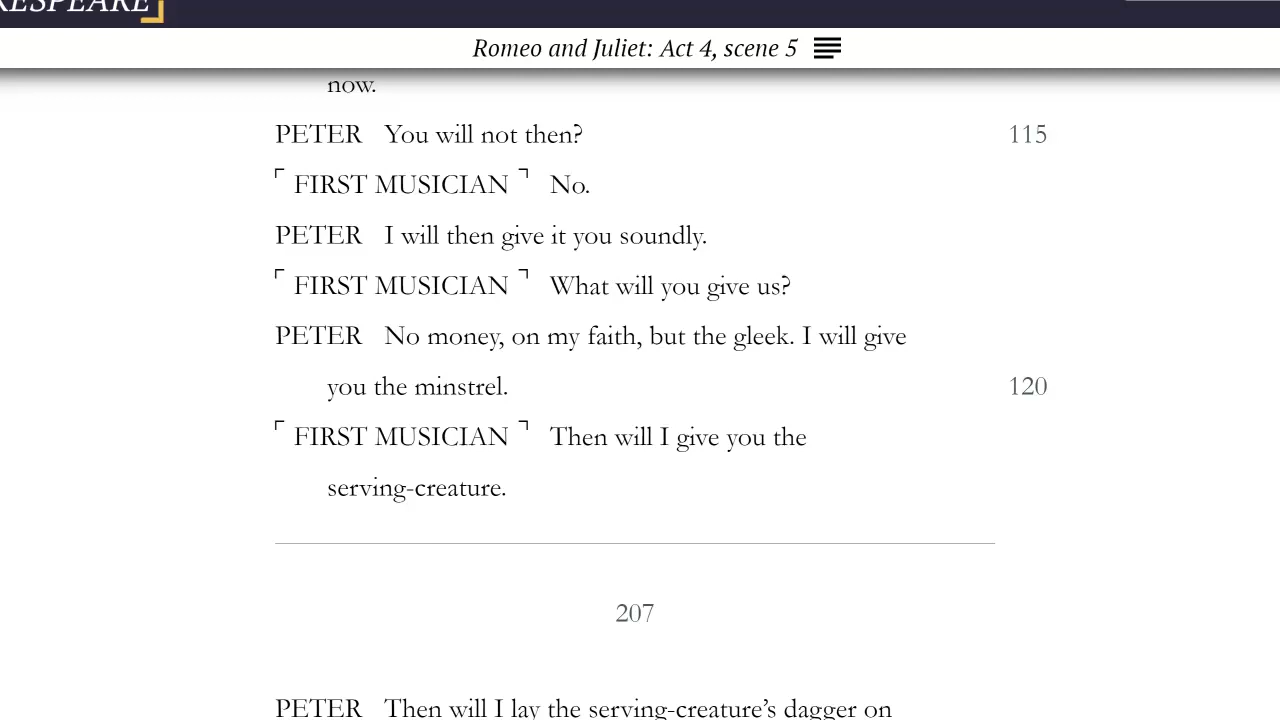 KESPEARE
Romeo and Juliet: Act 4, scene 5
now.
PETER You will not then? 115
⌜FIRST MUSICIAN⌝ No.
PETER I will then give it you soundly.
⌜FIRST MUSICIAN⌝ What will you give us?
PETER No money, on my faith, but the gleek. I will give
you the minstrel. 120
⌜FIRST MUSICIAN⌝ Then will I give you the
serving-creature.
207
PETER Then will I lay the serving-creature’s dagger on